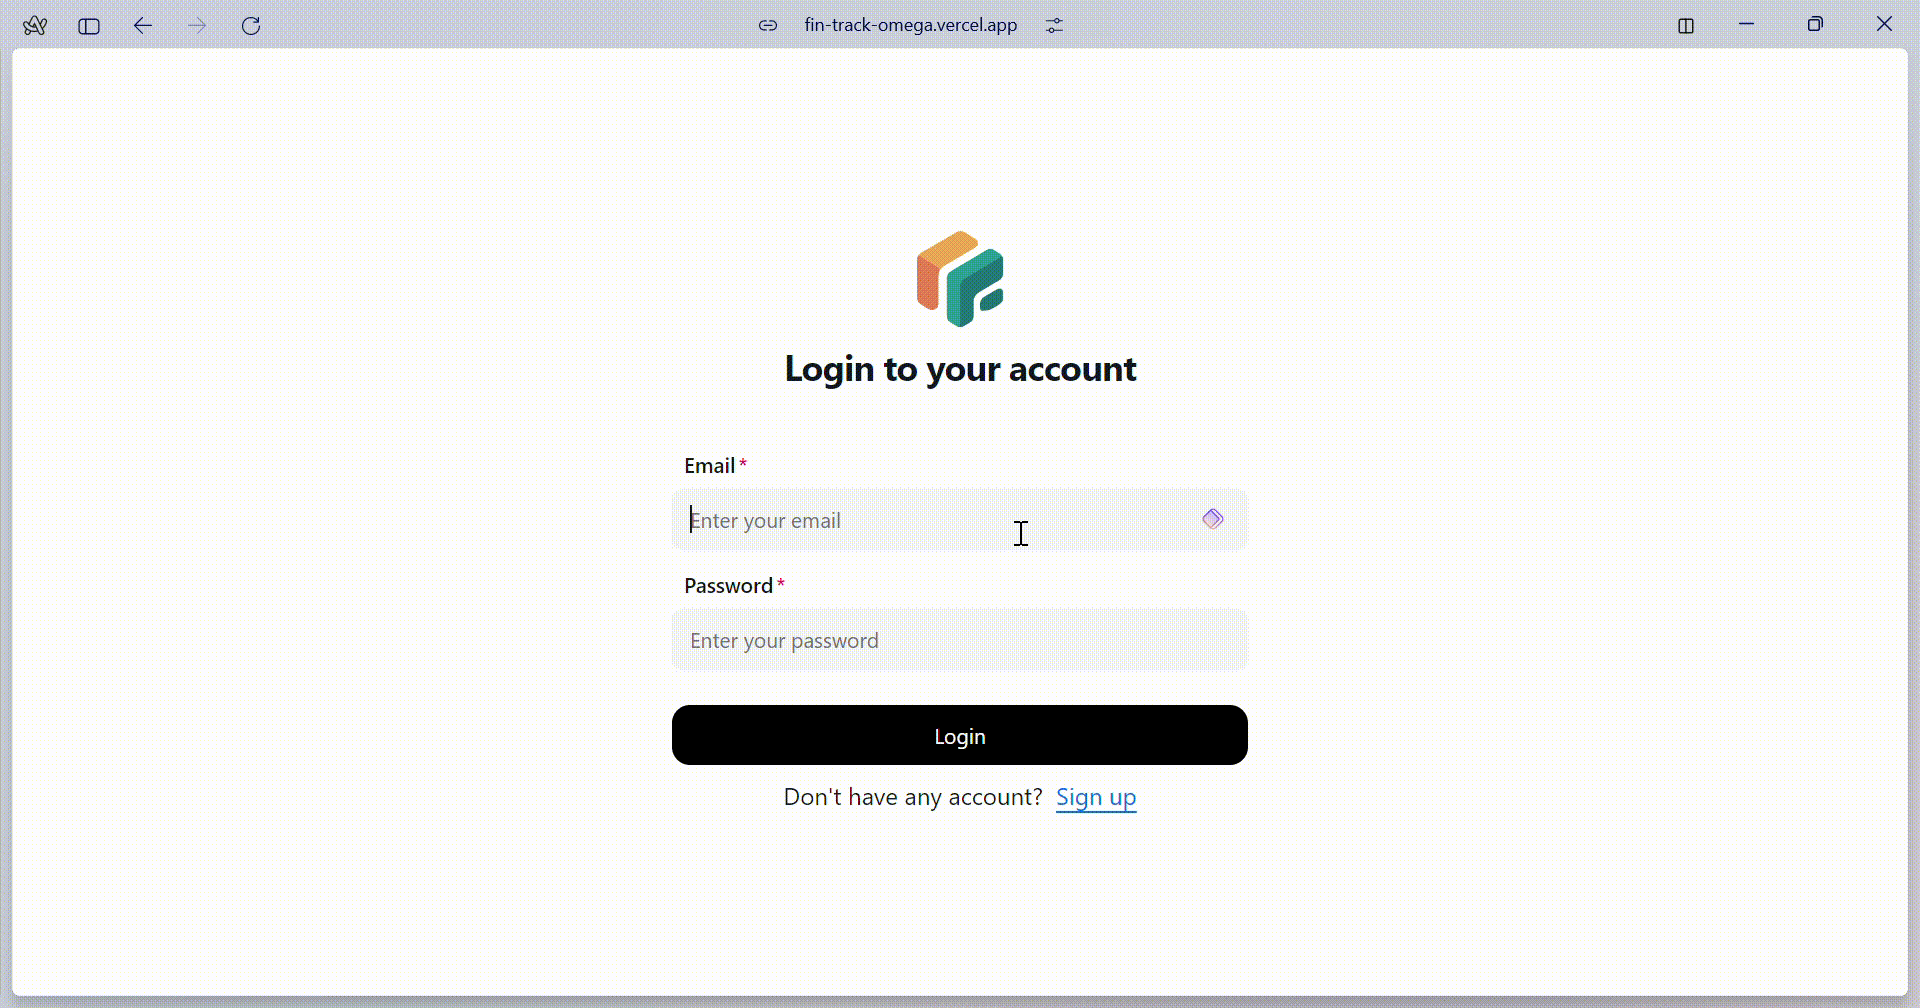 fin-track-omega.vercel.app
Login to your account
Email *
Enter your email
Password *
Enter your password
Login
Don't have any account? Sign up